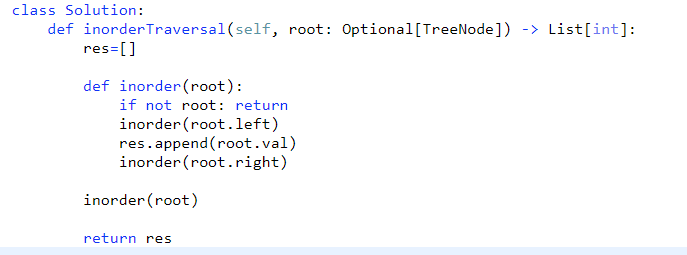 class Solution:
    def inorderTraversal(self, root: Optional[TreeNode]) -> List[int]:
        res=[]

        def inorder(root):
            if not root: return
            inorder(root.left)
            res.append(root.val)
            inorder(root.right)

        inorder(root)

        return res